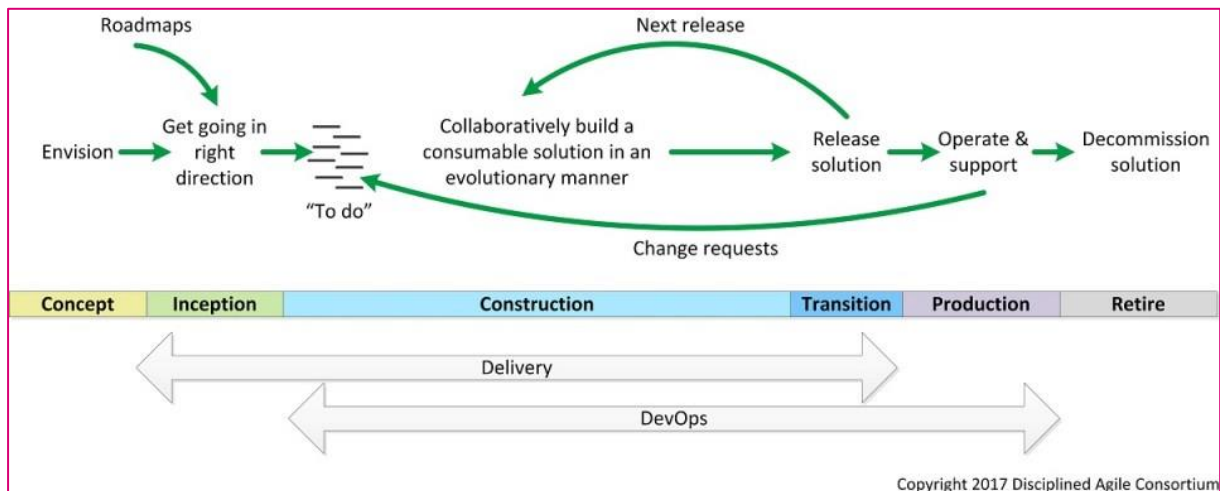 Roadmaps
Next release
Envision
Get going in
right
direction
"To do"
Collaboratively build a
consumable solution in an
evolutionary manner
Release
solution
Operate &
support
Decommission
solution
Change requests
Concept
Inception
Construction
Transition
Production
Retire
Delivery
DevOps
Copyright 2017 Disciplined Agile Consortium